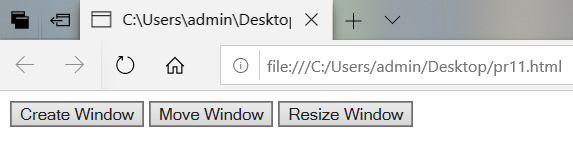 C:\Users\admin\Desktop
file:///C:/Users/admin/Desktop/pr11.html
Create Window Move Window Resize Window